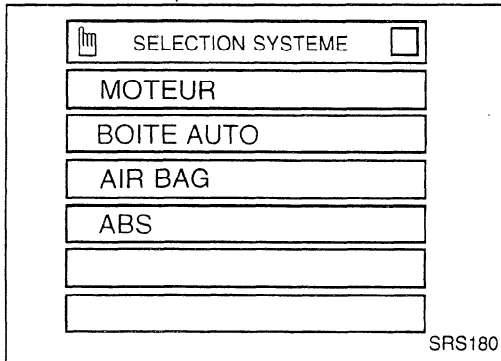 SELECTION SYSTEME
MOTEUR
BOITE AUTO
AIR BAG
ABS
SRS180